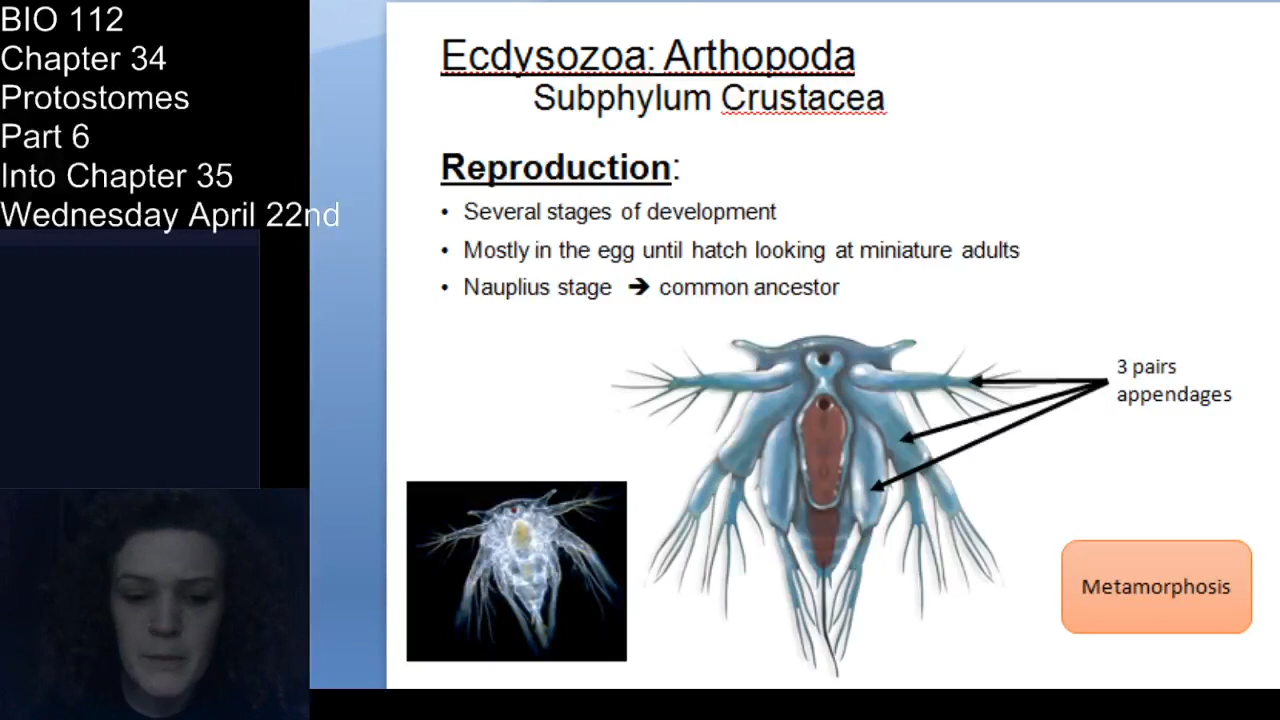 BIO 112
Chapter 34
Protostomes
Part 6
Into Chapter 35
Wednesday April 22nd
Ecdysozoa: Arthopoda
Subphylum Crustacea
Reproduction:
• Several stages of development
• Mostly in the egg until hatch looking at miniature adults
• Nauplius stage ➔ common ancestor
3 pairs
appendages
Metamorphosis